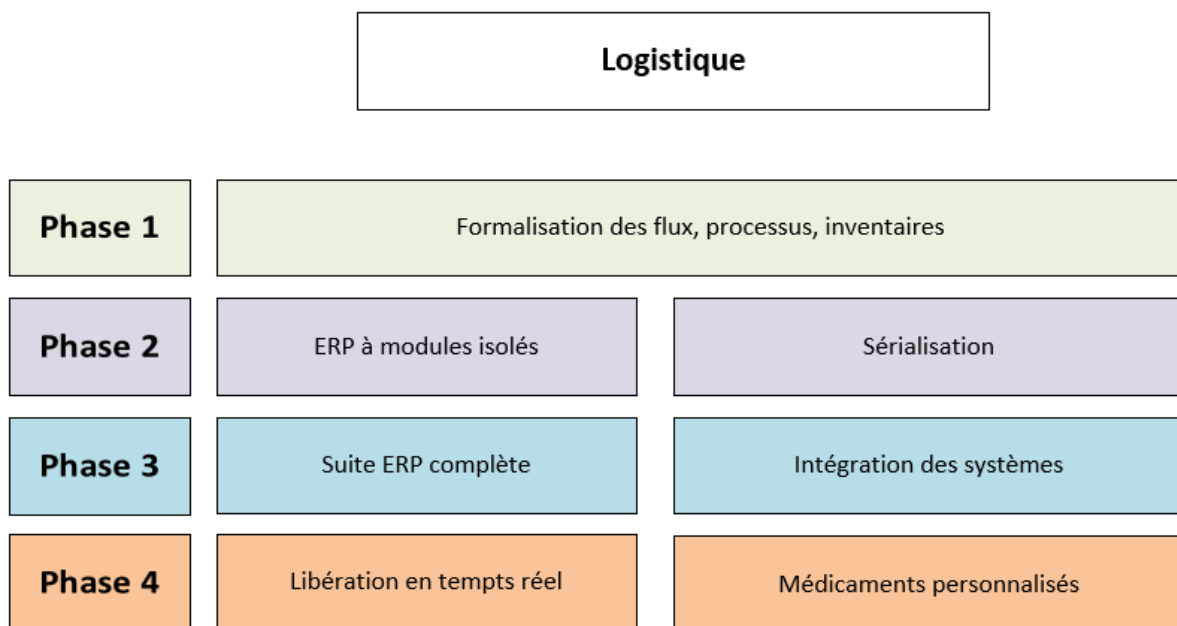 Logistique
Phase 1
Formalisation des flux, processus, inventaires
Phase 2
ERP à modules isolés
Sérialisation
Phase 3
Suite ERP complète
Intégration des systèmes
Phase 4
Libération en tempts réel
Médicaments personnalisés